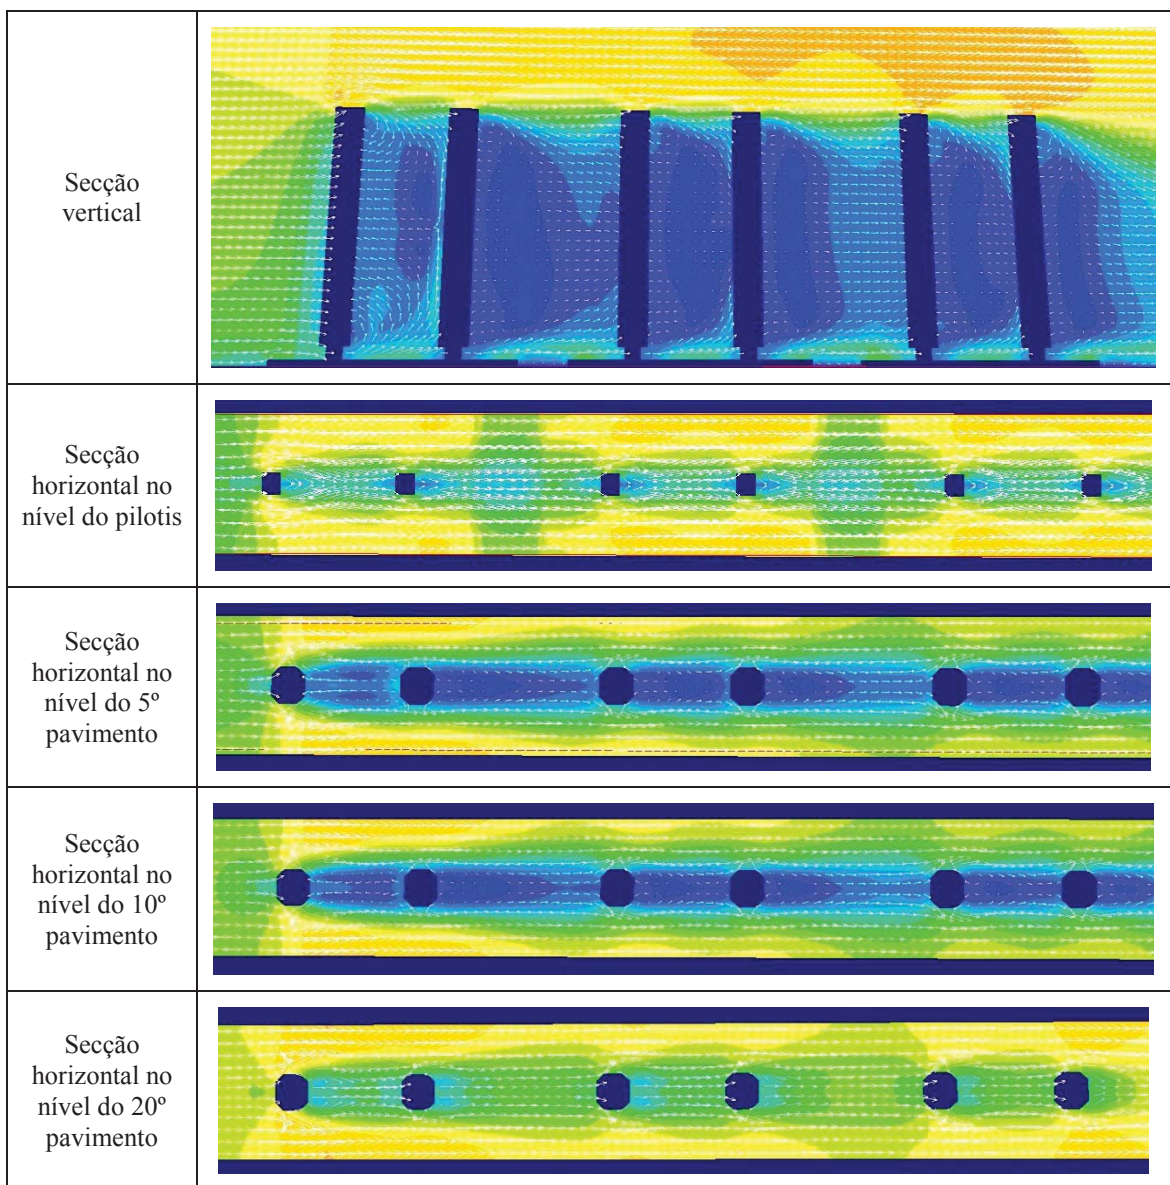 Secção
vertical
Secção
horizontal no
nível do pilotis
Secção
horizontal no
nível do 5º
pavimento
Secção
horizontal no
nível do 10º
pavimento
Secção
horizontal no
nível do 20º
pavimento